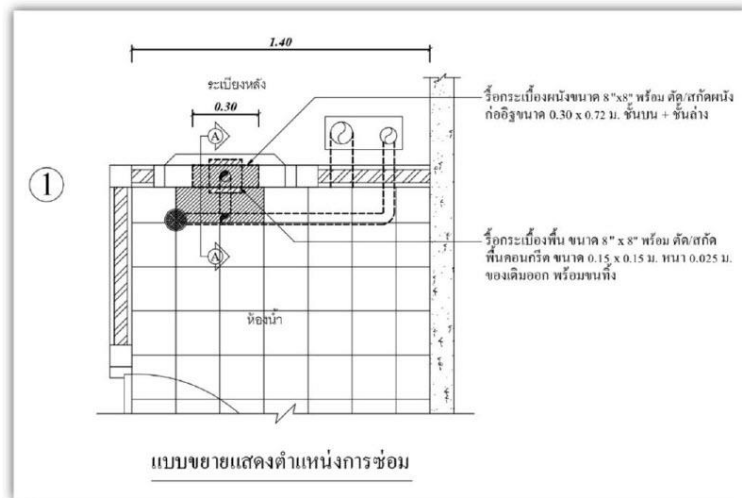 1.40
ระเบียงหลัง
0.30
A
รื้อกระเบื้องผนังขนาด 8 "x8" พร้อม ตัด/สกัดผนัง
ก่ออิฐขนาด 0.30 x 0.72 ม. ชั้นบน + ชั้นล่าง
1
A
รื้อกระเบื้องพื้น ขนาด 8" x 8" พร้อม ตัด/สกัด
พื้นคอนกรีต ขนาด 0.15 x 0.15 ม. หนา 0.025 ม.
ของเดิมออก พร้อมขนทิ้ง
ห้องน้ำ
แบบขยายแสดงตำแหน่งการซ่อม